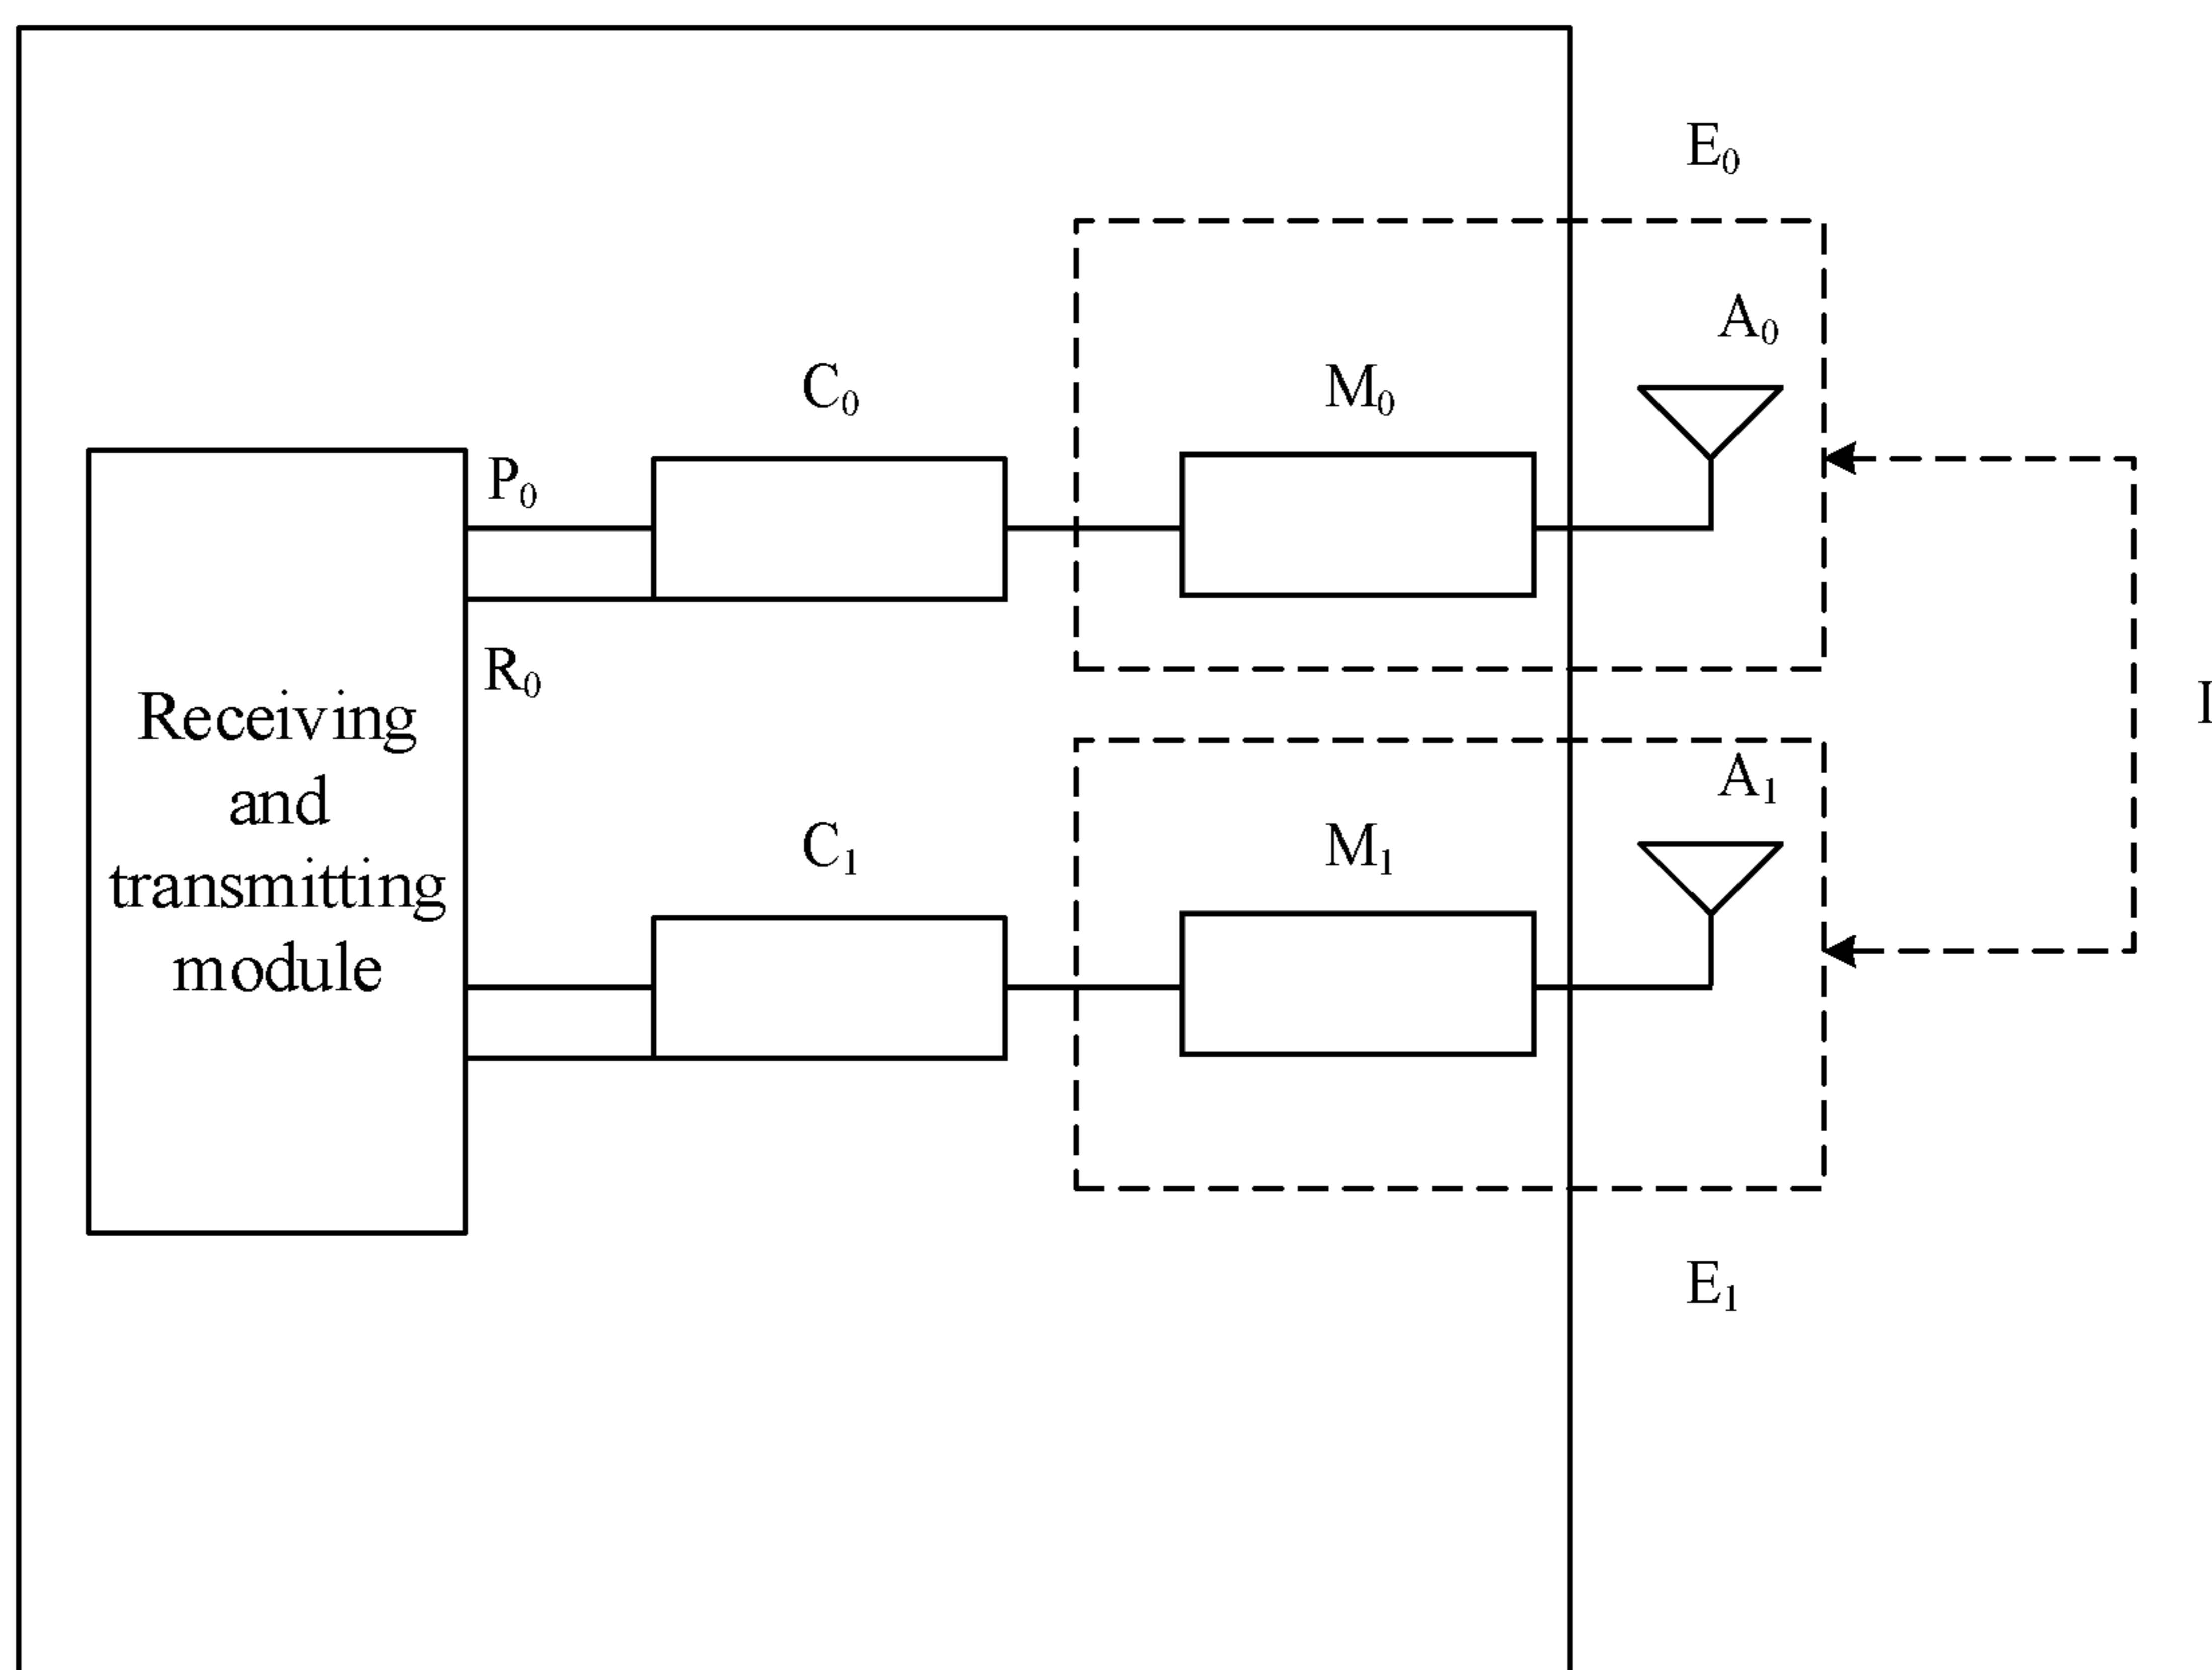 E₀
A₀
C₀
M₀
P₀
R₀
Receiving
and
transmitting
module
I
A₁
C₁
M₁
E₁